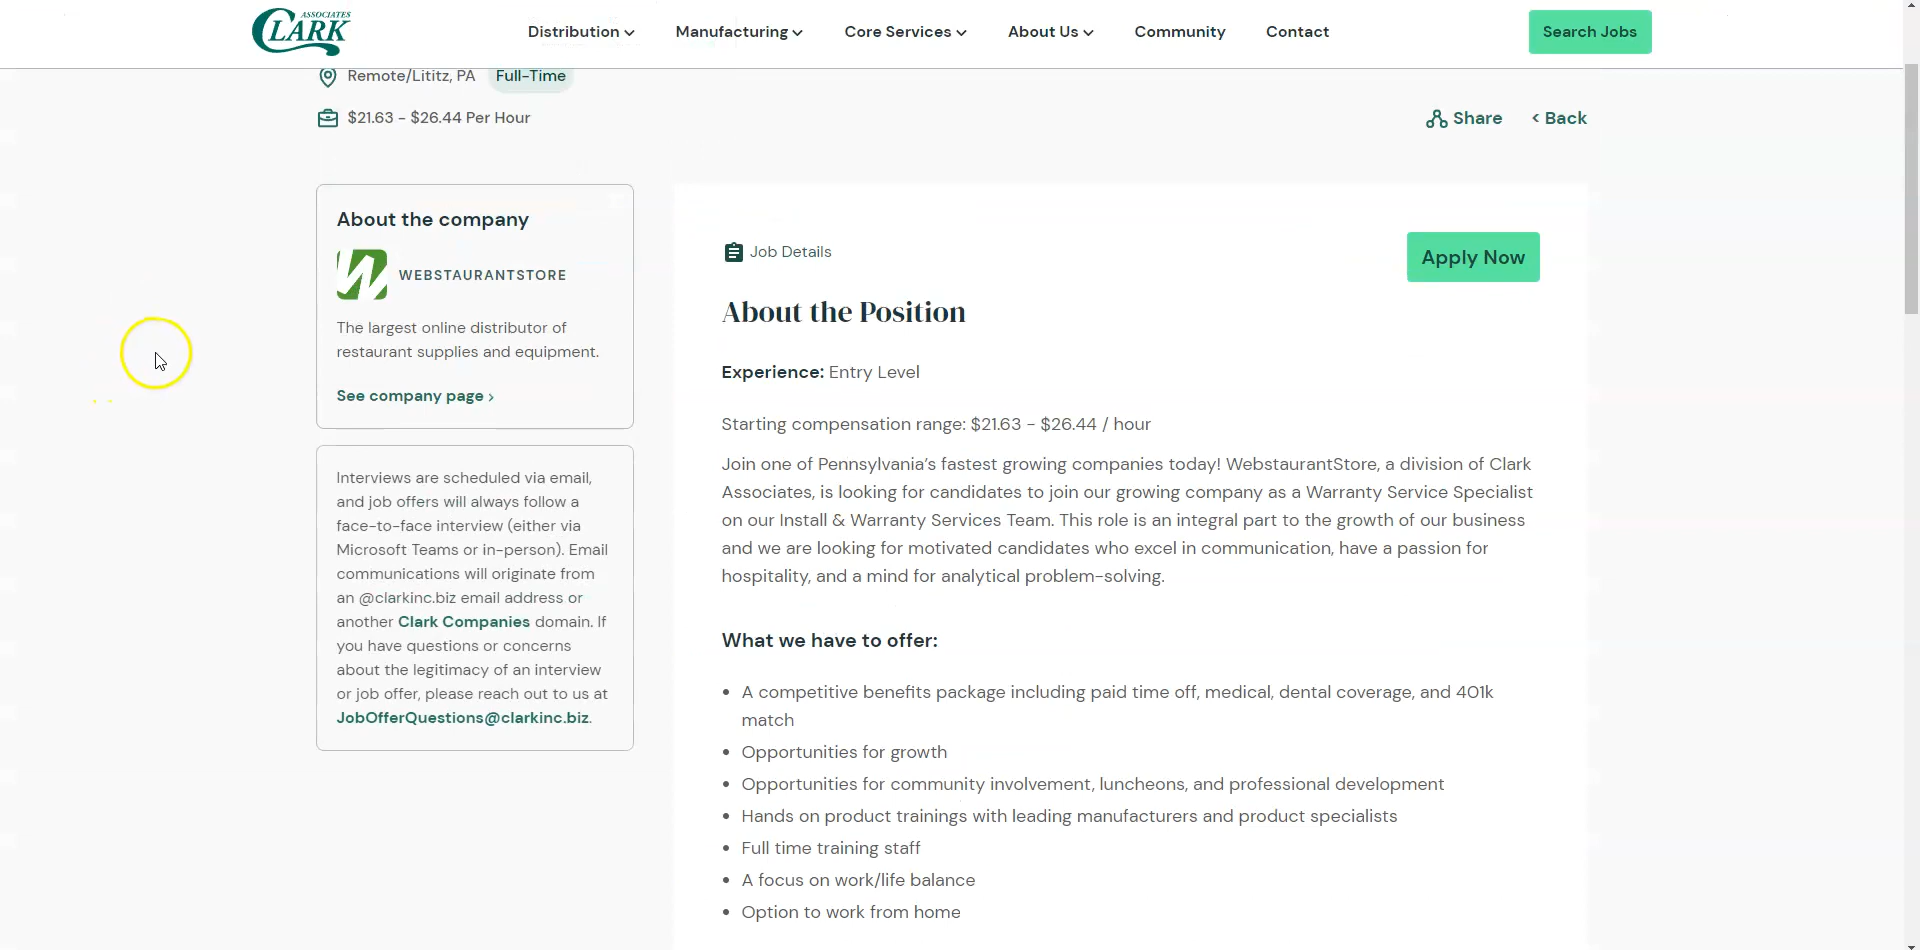 ASSOCIATES
CLARK
Distribution
Manufacturing
Core Services
About Us
Community
Contact
Search Jobs
Remote/Lititz, PA
Full-Time
$21.63 - $26.44 Per Hour
Share
< Back
About the company
WEBSTAURANTSTORE
The largest online distributor of
restaurant supplies and equipment.
See company page ›
Interviews are scheduled via email,
and job offers will always follow a
face-to-face interview (either via
Microsoft Teams or in-person). Email
communications will originate from
an @clarkinc.biz email address or
another Clark Companies domain. If
you have questions or concerns
about the legitimacy of an interview
or job offer, please reach out to us at
JobOfferQuestions@clarkinc.biz.
Job Details
Apply Now
About the Position
Experience: Entry Level
Starting compensation range: $21.63 - $26.44 / hour
Join one of Pennsylvania’s fastest growing companies today! WebstaurantStore, a division of Clark
Associates, is looking for candidates to join our growing company as a Warranty Service Specialist
on our Install & Warranty Services Team. This role is an integral part to the growth of our business
and we are looking for motivated candidates who excel in communication, have a passion for
hospitality, and a mind for analytical problem-solving.
What we have to offer:
• A competitive benefits package including paid time off, medical, dental coverage, and 401k
match
• Opportunities for growth
• Opportunities for community involvement, luncheons, and professional development
• Hands on product trainings with leading manufacturers and product specialists
• Full time training staff
• A focus on work/life balance
• Option to work from home